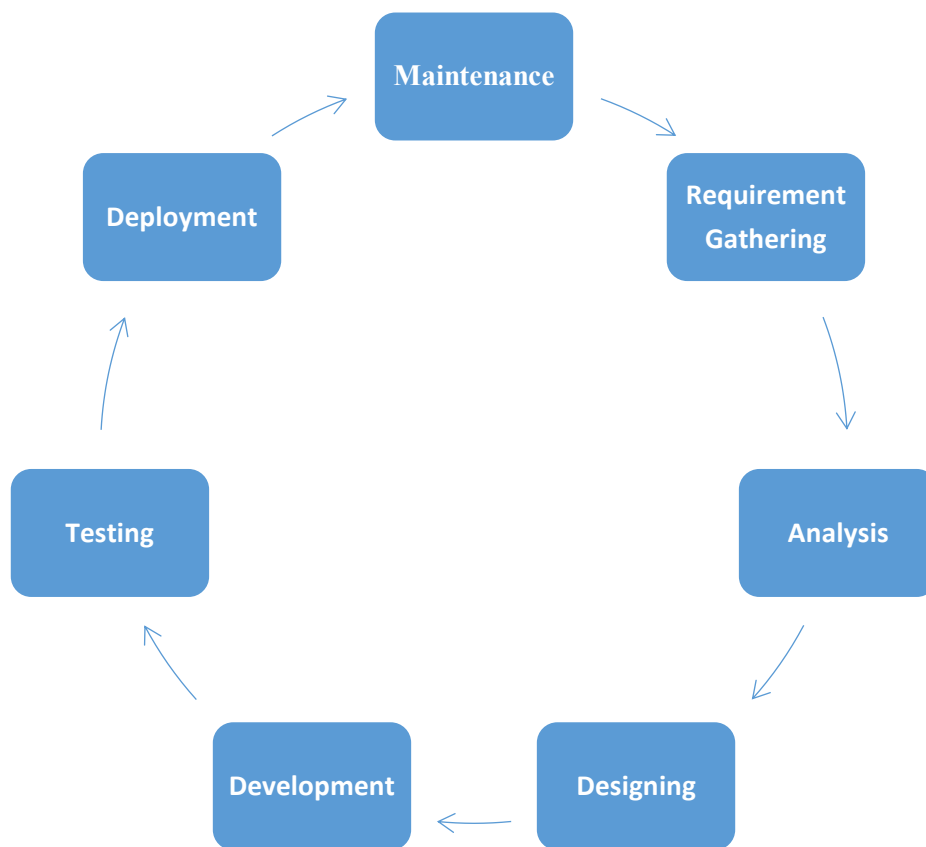 Maintenance
Requirement
Gathering
Analysis
Designing
Development
Testing
Deployment